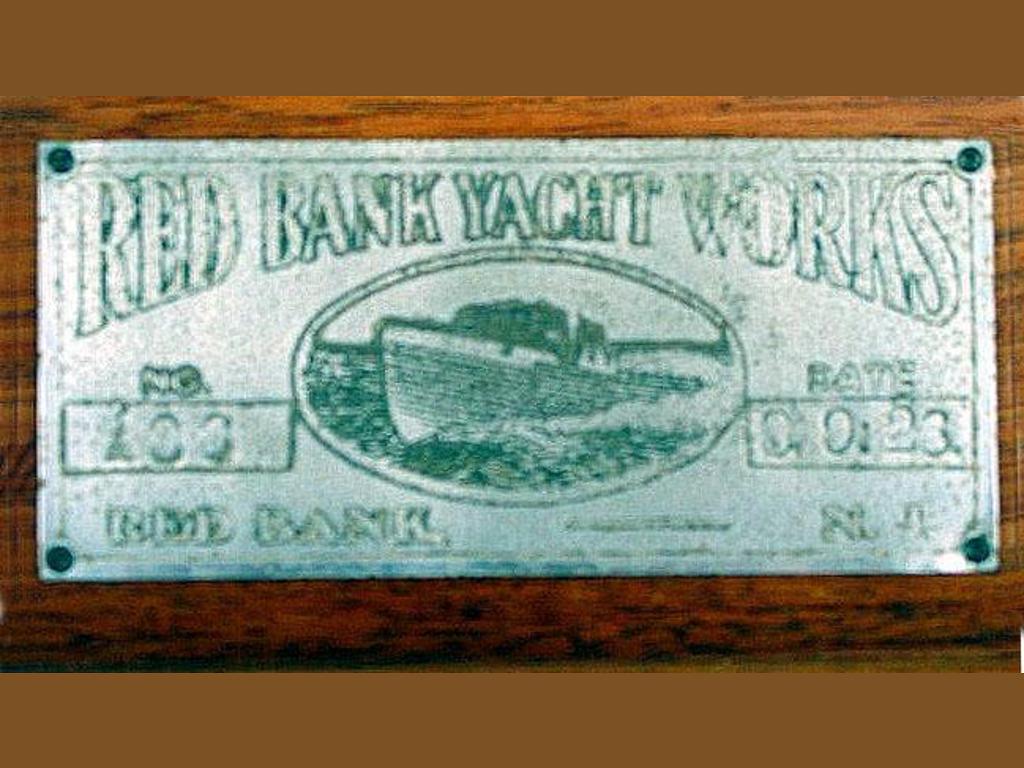 RED BANK YACHT WORKS
NO.
DATE
RED BANK, N. J.